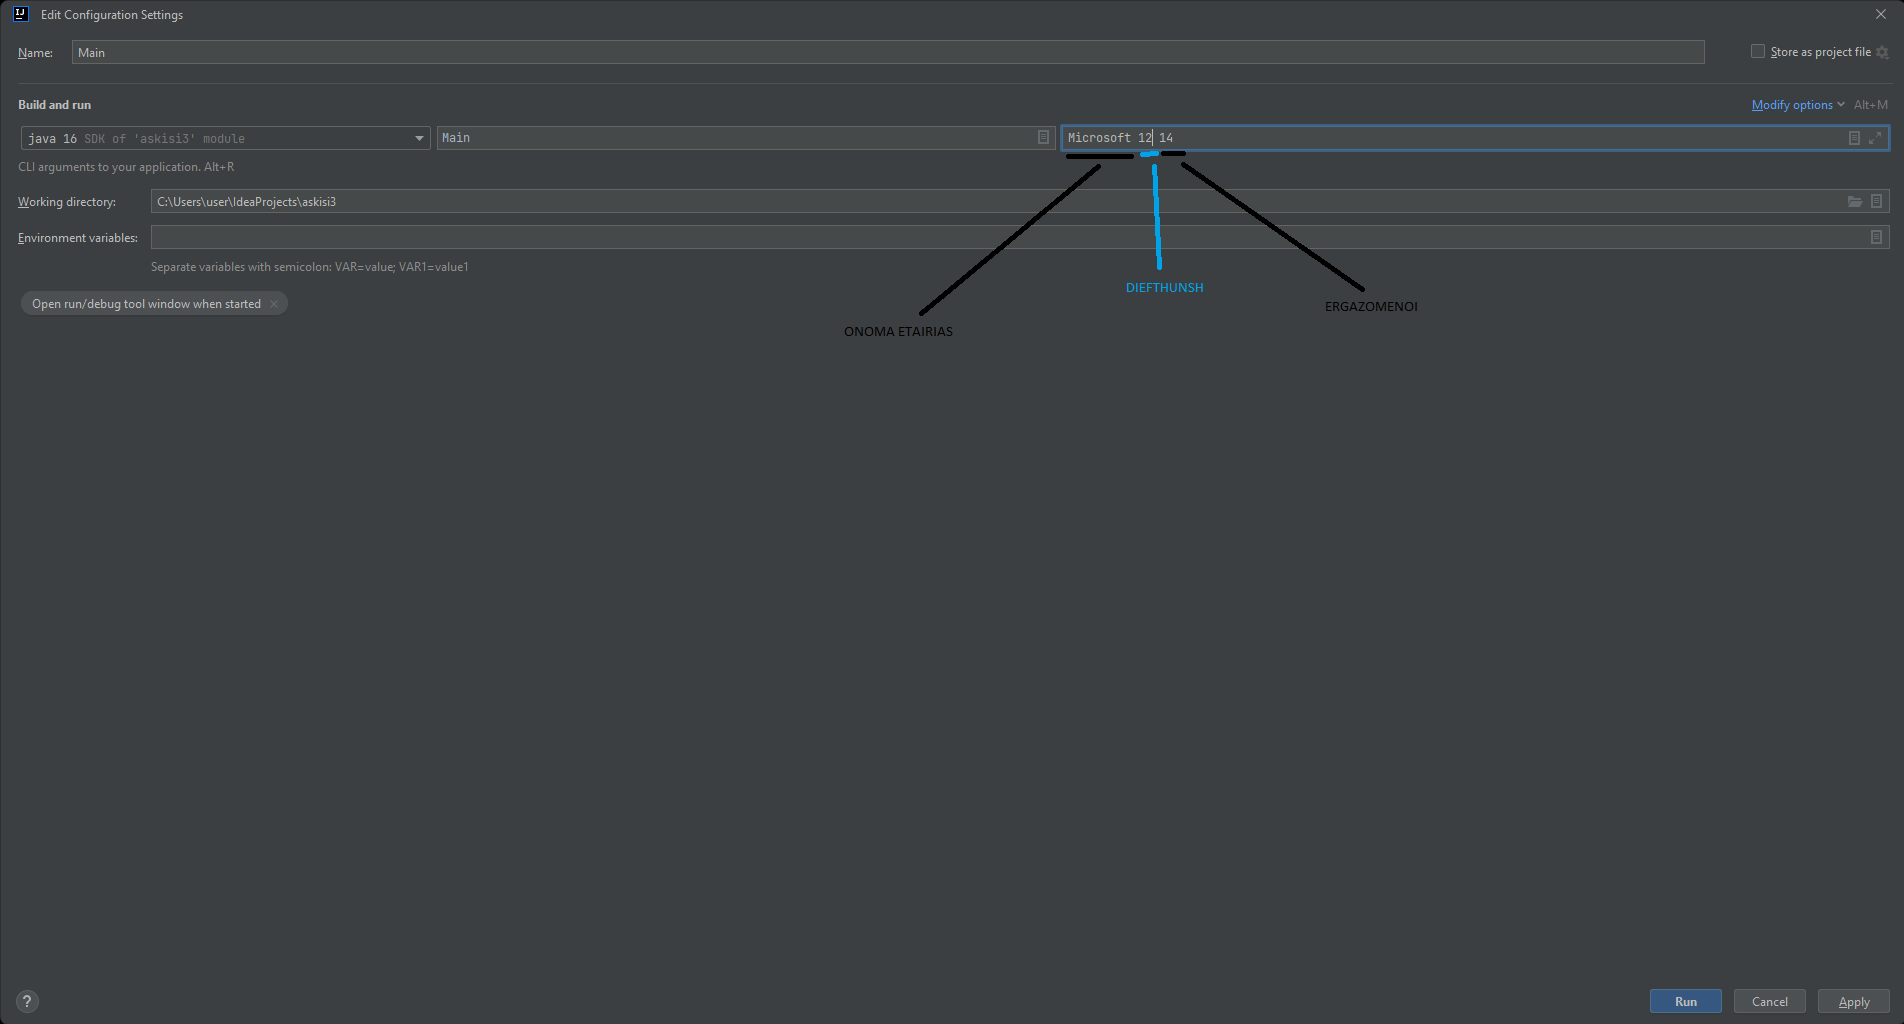 Edit Configuration Settings
Name: Main Store as project file
Build and run Modify options Alt+M
java 16 SDK of 'askisi3' module Main Microsoft 12 14
CLI arguments to your application. Alt+R
Working directory: C:\Users\user\IdeaProjects\askisi3
Environment variables:
Separate variables with semicolon: VAR=value; VAR1=value1
DIEFTHUNSH
Open run/debug tool window when started
ERGAZOMENOI
ONOMA ETAIRIAS
? Run Cancel Apply